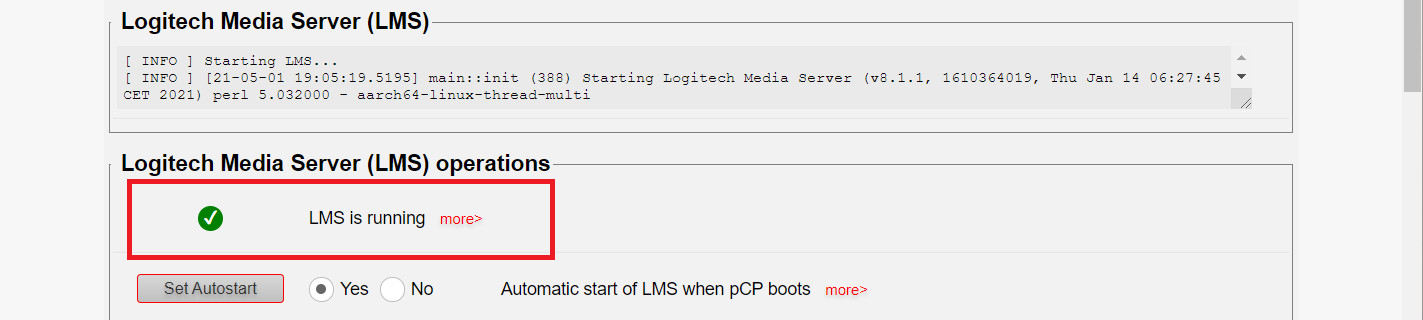 Logitech Media Server (LMS)
[ INFO ] Starting LMS...
[ INFO ] [21-05-01 19:05:19.5195] main::init (388) Starting Logitech Media Server (v8.1.1, 1610364019, Thu Jan 14 06:27:45
CET 2021) perl 5.032000 - aarch64-linux-thread-multi
Logitech Media Server (LMS) operations
LMS is running more>
Set Autostart Yes No Automatic start of LMS when pCP boots more>